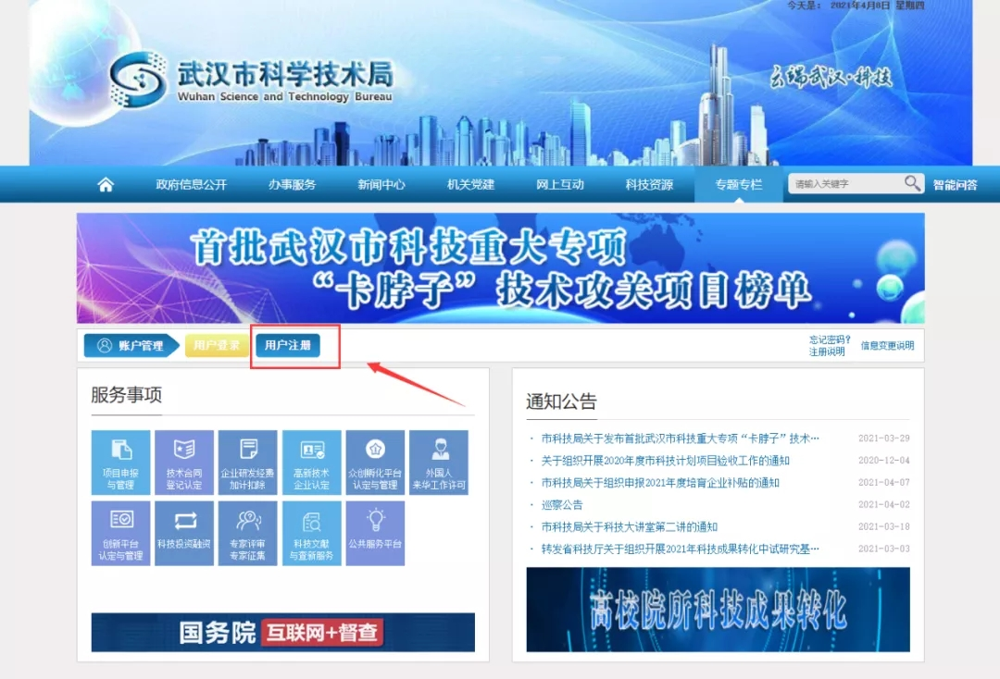 今天是： 2021年4月8日 星期四
武汉市科学技术局
Wuhan Science and Technology Bureau
云端武汉·科技
政府信息公开 办事服务 新闻中心 机关党建 网上互动 科技资源 专题专栏 请输入关键字 智能问答
首批武汉市科技重大专项
“卡脖子”技术攻关项目榜单
账户管理 用户登录 用户注册
忘记密码?
注册说明
信息变更说明
服务事项
项目申报
与管理
技术合同
登记认定
企业研发经费
加计扣除
高新技术
企业认定
众创孵化平台
认定与管理
外国人
来华工作许可
创新平台
认定与管理
科技投资融资
专家评审
专家征集
科技文献
与查新服务
公共服务平台
国务院 互联网+督查
通知公告
· 市科技局关于发布首批武汉市科技重大专项“卡脖子”技术… 2021-03-29
· 关于组织开展2020年度市科技计划项目验收工作的通知 2020-12-04
· 市科技局关于组织申报2021年度培育企业补贴的通知 2021-04-07
· 巡察公告 2021-04-02
· 市科技局关于科技大讲堂第二讲的通知 2021-03-18
· 转发省科技厅关于组织开展2021年科技成果转化中试研究基… 2021-03-03
高校院所科技成果转化